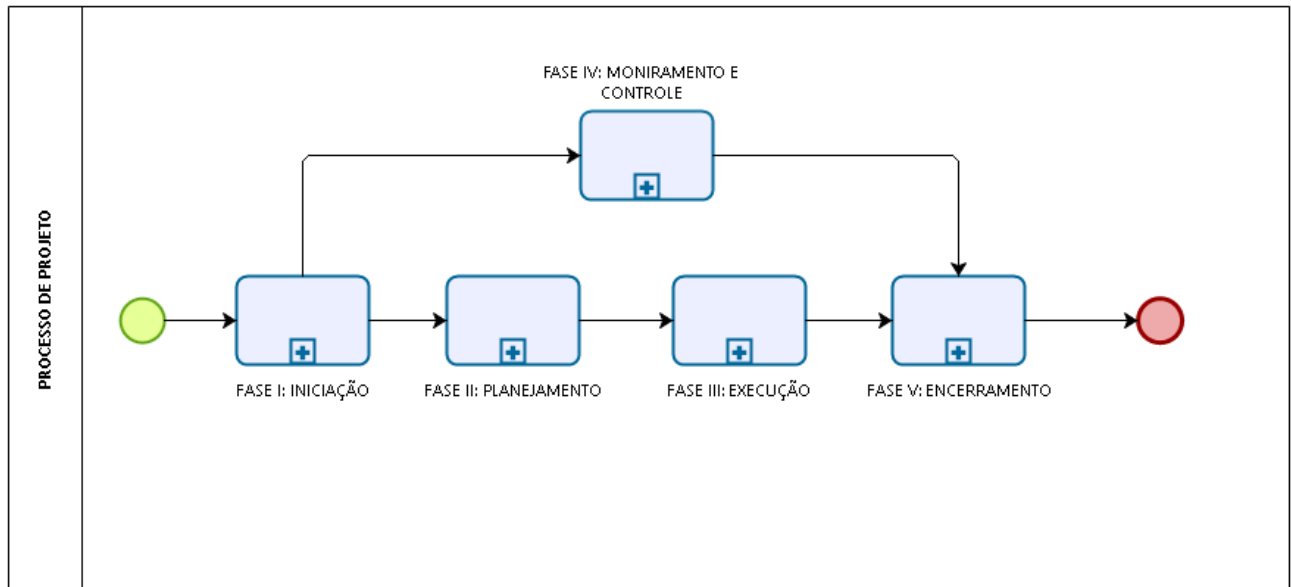 PROCESSO DE PROJETO
FASE IV: MONIRAMENTO E
CONTROLE
FASE I: INICIAÇÃO
FASE II: PLANEJAMENTO
FASE III: EXECUÇÃO
FASE V: ENCERRAMENTO